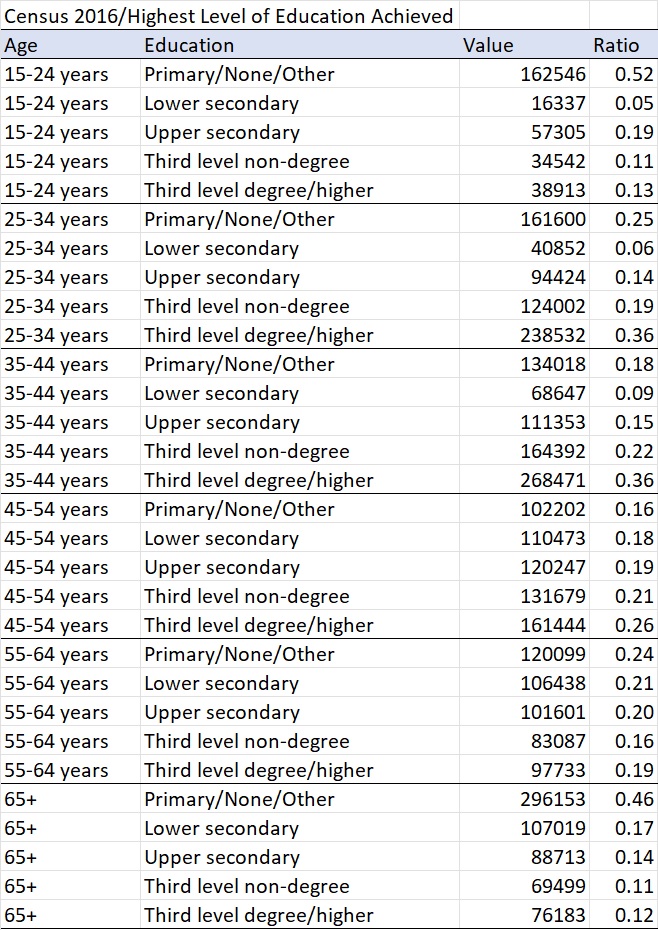 Census 2016/Highest Level of Education Achieved
Age Education Value Ratio
15-24 years Primary/None/Other 162546 0.52
15-24 years Lower secondary 16337 0.05
15-24 years Upper secondary 57305 0.19
15-24 years Third level non-degree 34542 0.11
15-24 years Third level degree/higher 38913 0.13
25-34 years Primary/None/Other 161600 0.25
25-34 years Lower secondary 40852 0.06
25-34 years Upper secondary 94424 0.14
25-34 years Third level non-degree 124002 0.19
25-34 years Third level degree/higher 238532 0.36
35-44 years Primary/None/Other 134018 0.18
35-44 years Lower secondary 68647 0.09
35-44 years Upper secondary 111353 0.15
35-44 years Third level non-degree 164392 0.22
35-44 years Third level degree/higher 268471 0.36
45-54 years Primary/None/Other 102202 0.16
45-54 years Lower secondary 110473 0.18
45-54 years Upper secondary 120247 0.19
45-54 years Third level non-degree 131679 0.21
45-54 years Third level degree/higher 161444 0.26
55-64 years Primary/None/Other 120099 0.24
55-64 years Lower secondary 106438 0.21
55-64 years Upper secondary 101601 0.20
55-64 years Third level non-degree 83087 0.16
55-64 years Third level degree/higher 97733 0.19
65+ Primary/None/Other 296153 0.46
65+ Lower secondary 107019 0.17
65+ Upper secondary 88713 0.14
65+ Third level non-degree 69499 0.11
65+ Third level degree/higher 76183 0.12